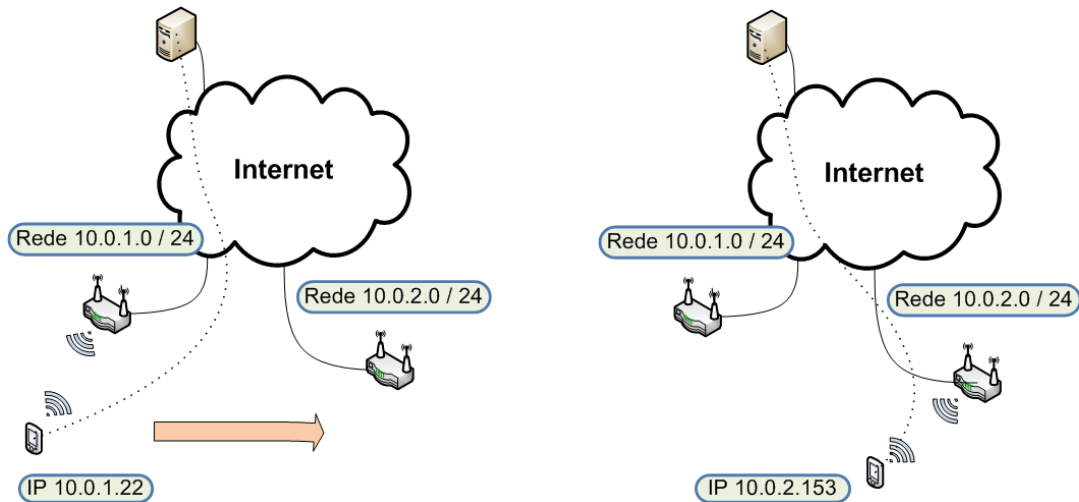 Internet
Rede 10.0.1.0 / 24
Rede 10.0.2.0 / 24
IP 10.0.1.22
Internet
Rede 10.0.1.0 / 24
Rede 10.0.2.0 / 24
IP 10.0.2.153